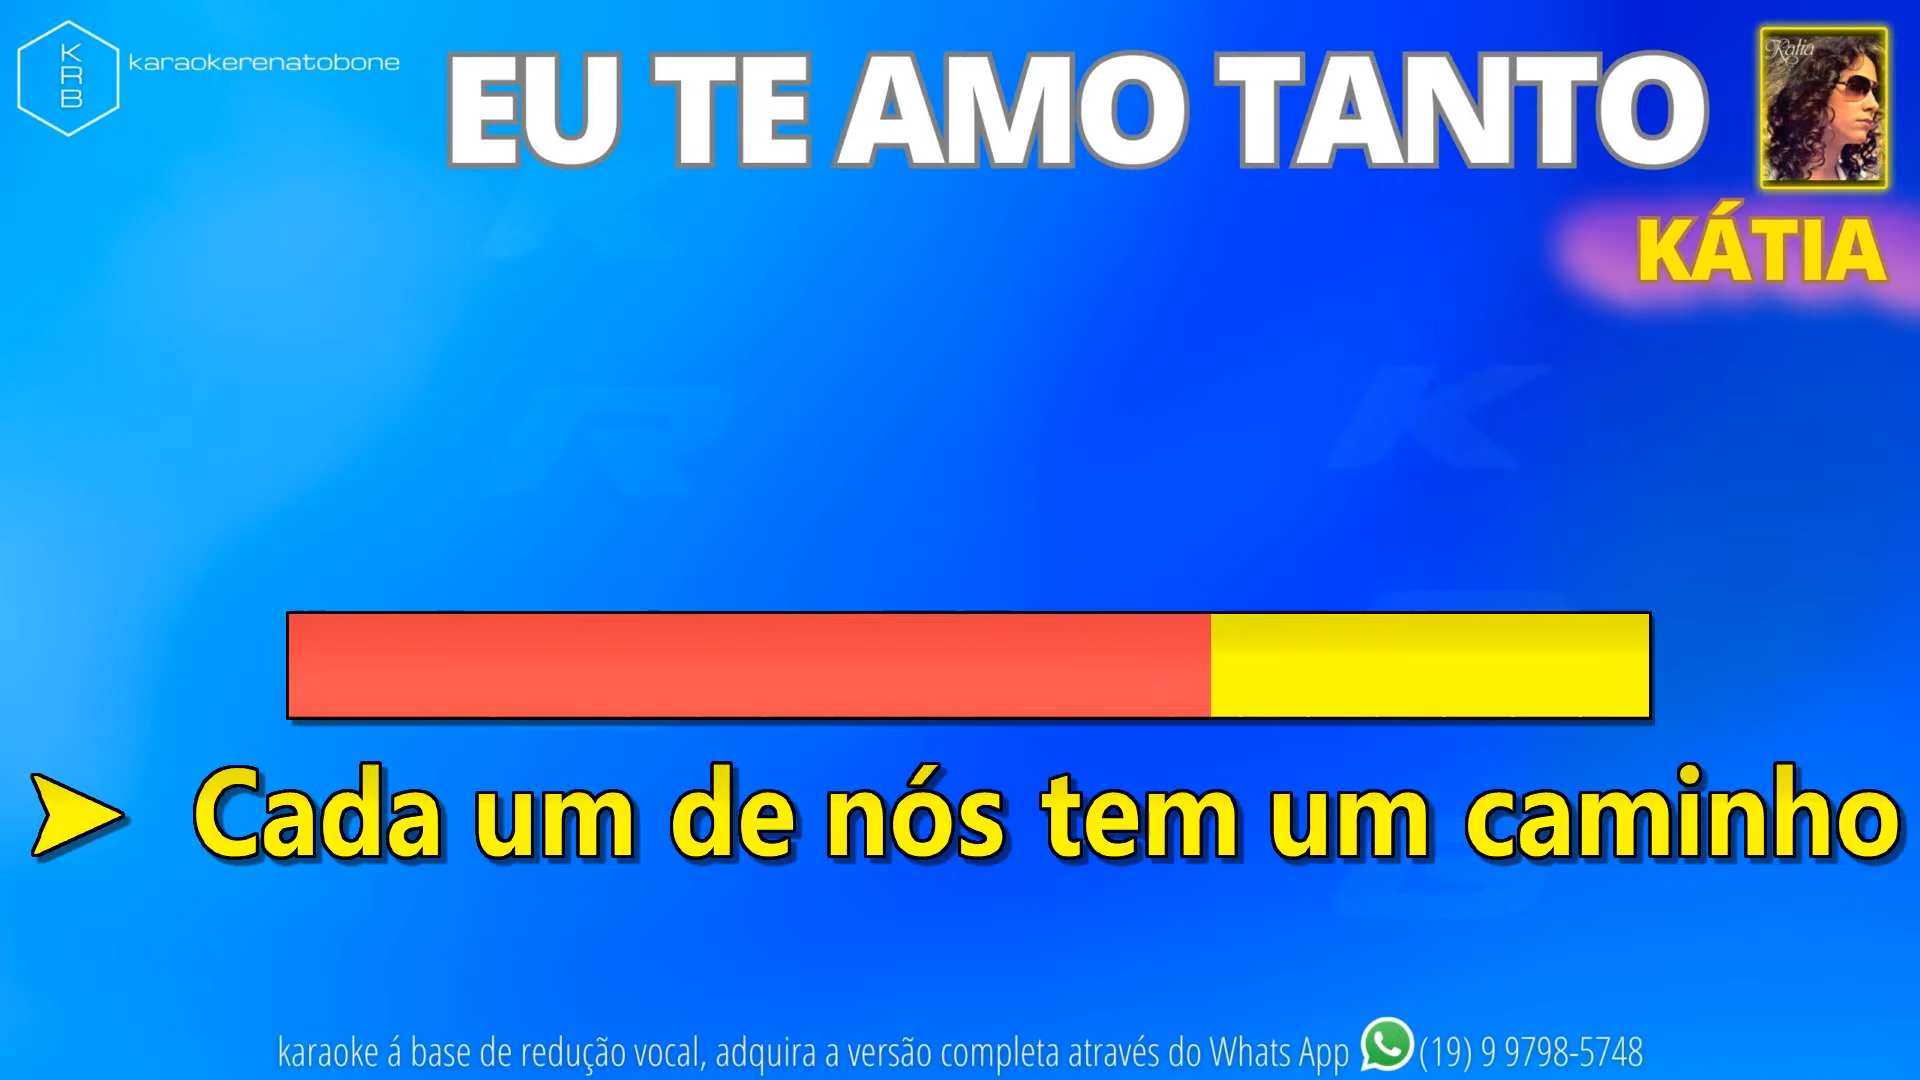 KRB
karaokerenatobone
EU TE AMO TANTO
Katia
KÁTIA
K
R
K
B
Cada um de nós tem um caminho
karaoke á base de redução vocal, adquira a versão completa através do Whats App (19) 9 9798-5748